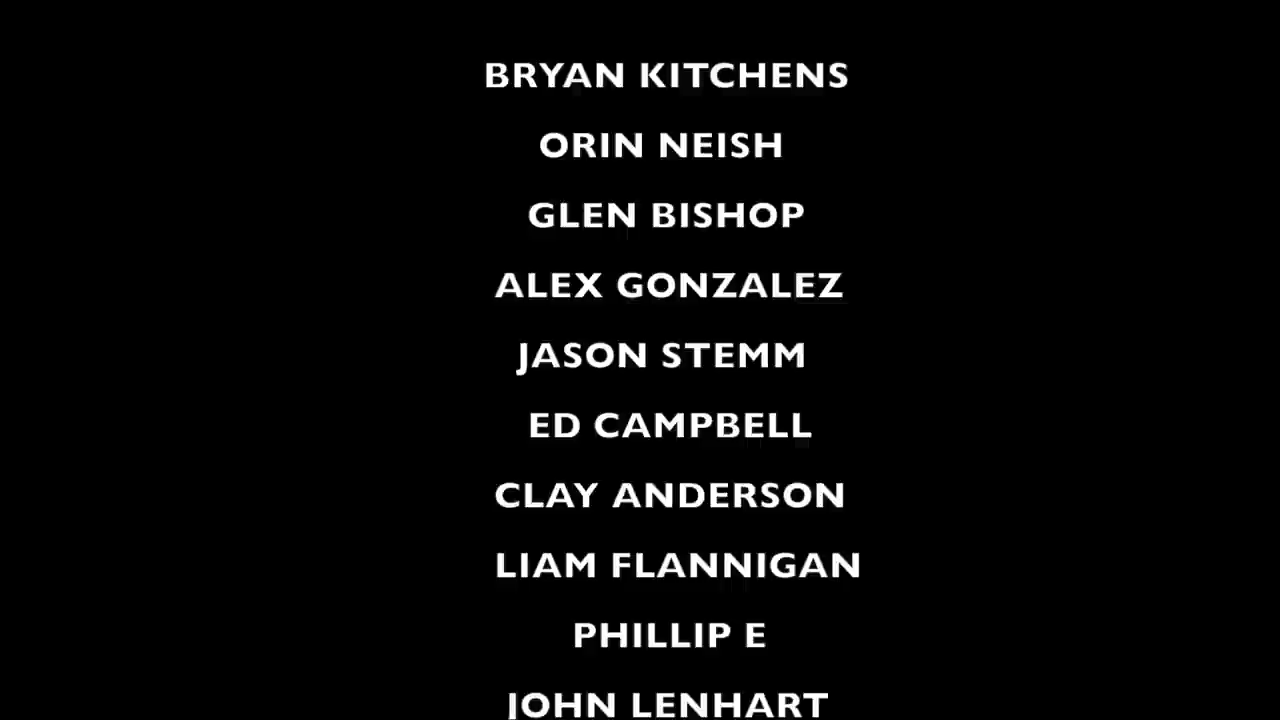 BRYAN KITCHENS
ORIN NEISH
GLEN BISHOP
ALEX GONZALEZ
JASON STEMM
ED CAMPBELL
CLAY ANDERSON
LIAM FLANNIGAN
PHILLIP E
JOHN LENHART